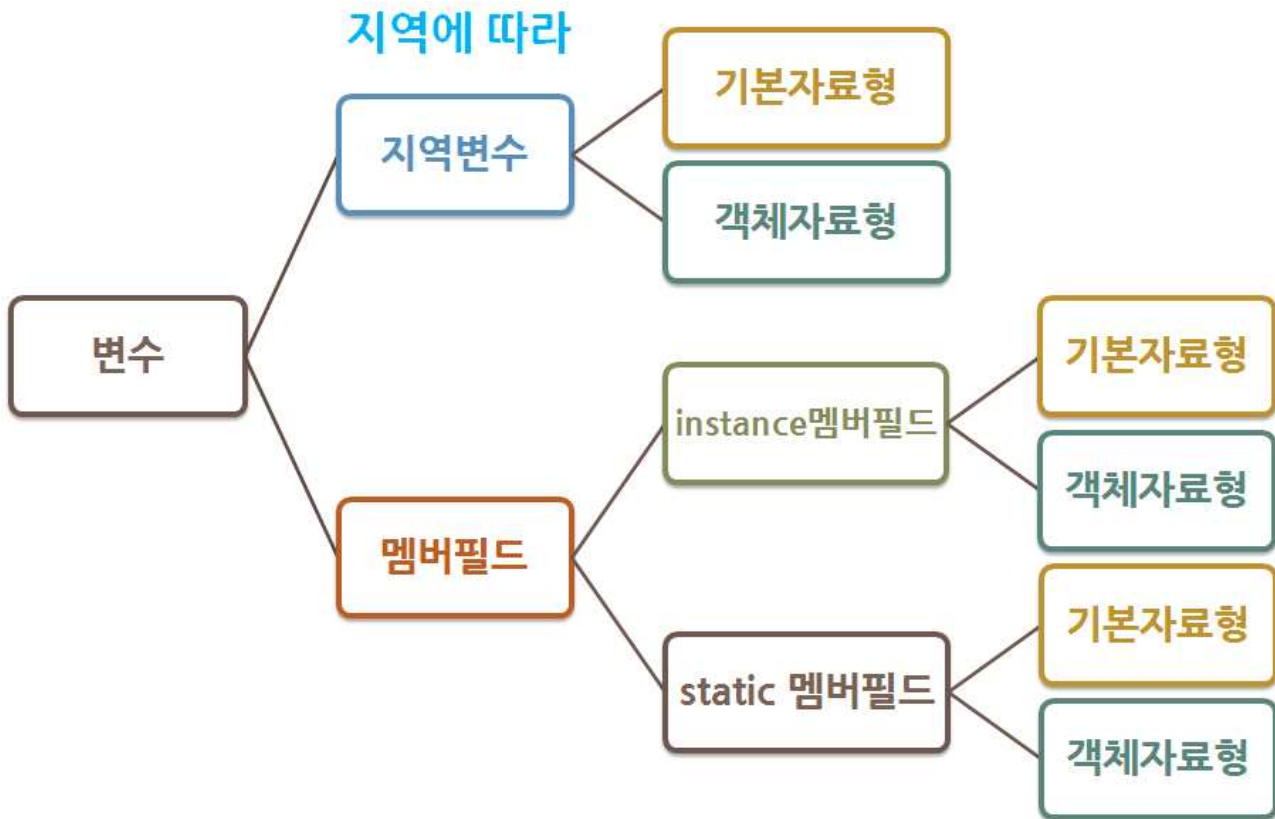 지역에 따라
변수
지역변수
기본자료형
객체자료형
멤버필드
instance멤버필드
기본자료형
객체자료형
static 멤버필드
기본자료형
객체자료형